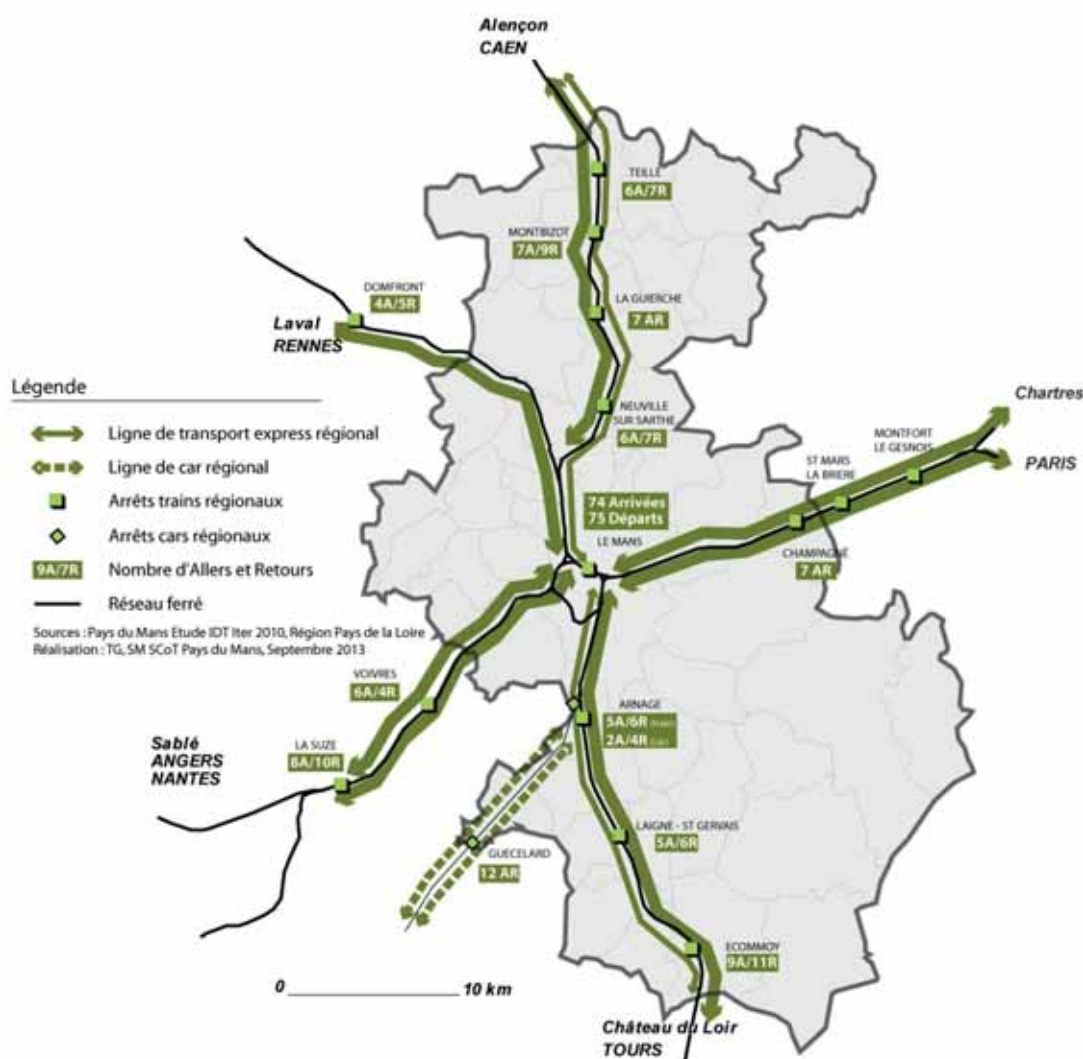 Alençon
CAEN
TEILLE
6A/7R
MONTBIZOT
7A/9R
DOMFRONT
4A/5R
LA GUIERCHE
7 AR
Laval
RENNES
Légende
Ligne de transport express régional
Ligne de car régional
Arrêts trains régionaux
Arrêts cars régionaux
9A/7R Nombre d'Allers et Retours
Réseau ferré
Sources : Pays du Mans Etude IDT Iter 2010, Région Pays de la Loire
Réalisation : TG, SM SCoT Pays du Mans, Septembre 2013
NEUVILLE
SUR SARTHE
6A/7R
Chartres
MONTFORT
LE GESNOIS
PARIS
ST MARS
LA BRIERE
74 Arrivées
75 Départs
LE MANS
CHAMPAGNÉ
7 AR
VOIVRES
6A/4R
ARNAGE
5A/6R
2A/4R
Sablé
ANGERS
NANTES
LA SUZE
8A/10R
LAIGNE - ST GERVAIS
5A/6R
GUECELARD
12 AR
ECOMMOY
9A/11R
0 10 km
Château du Loir
TOURS